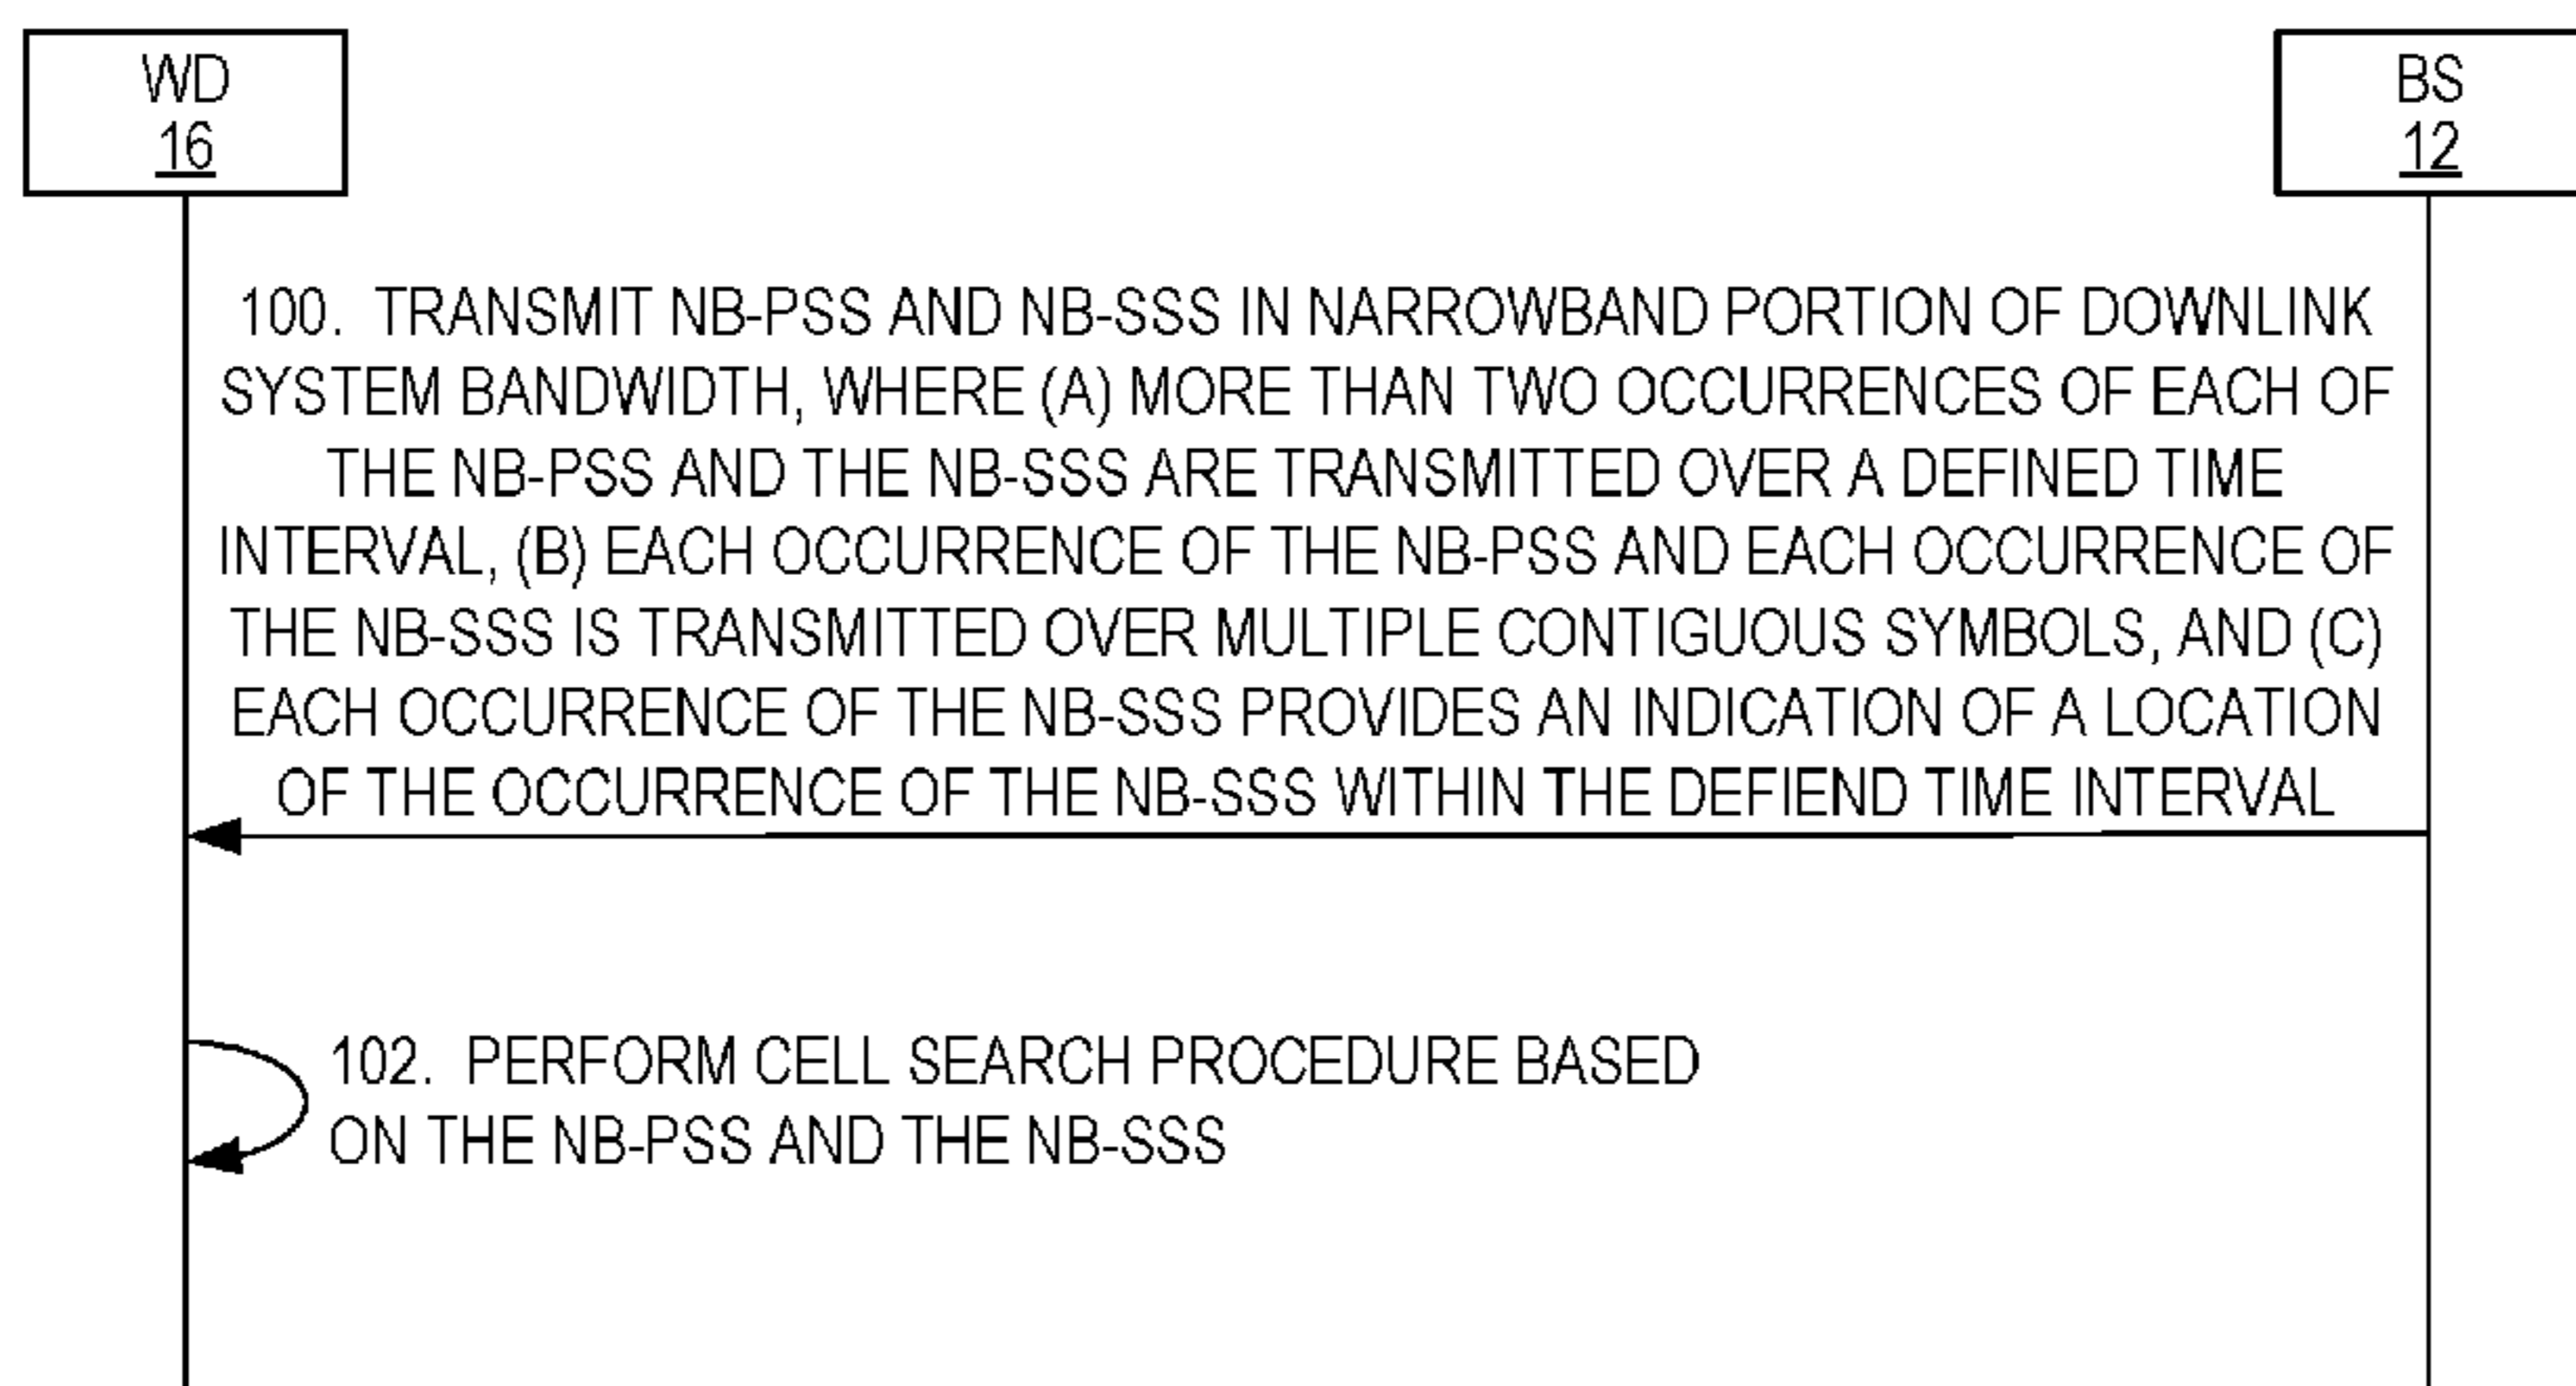 WD
16
BS
12
100. TRANSMIT NB-PSS AND NB-SSS IN NARROWBAND PORTION OF DOWNLINK
SYSTEM BANDWIDTH, WHERE (A) MORE THAN TWO OCCURRENCES OF EACH OF
THE NB-PSS AND THE NB-SSS ARE TRANSMITTED OVER A DEFINED TIME
INTERVAL, (B) EACH OCCURRENCE OF THE NB-PSS AND EACH OCCURRENCE OF
THE NB-SSS IS TRANSMITTED OVER MULTIPLE CONTIGUOUS SYMBOLS, AND (C)
EACH OCCURRENCE OF THE NB-SSS PROVIDES AN INDICATION OF A LOCATION
OF THE OCCURRENCE OF THE NB-SSS WITHIN THE DEFIEND TIME INTERVAL
102. PERFORM CELL SEARCH PROCEDURE BASED
ON THE NB-PSS AND THE NB-SSS